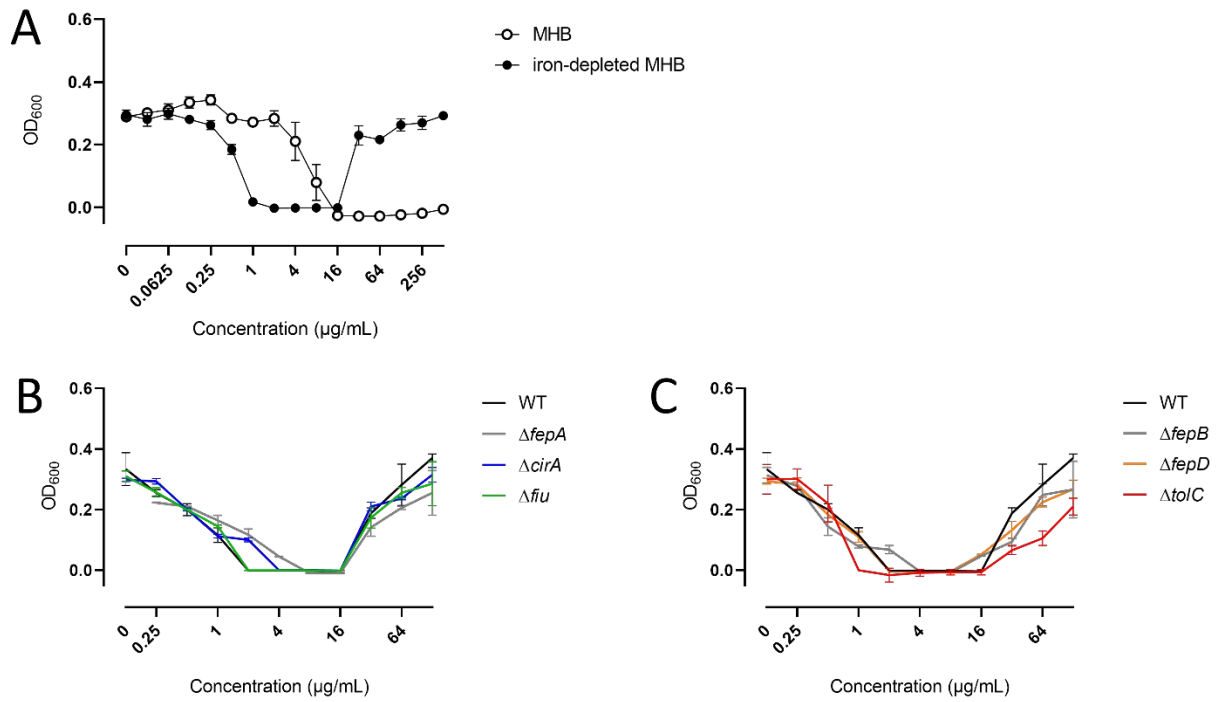 A
0.6
0.4
0.2
0.0
OD600
0
0.0625
0.25
1
4
16
64
256
Concentration (µg/mL)
MHB
iron-depleted MHB
B
0.6
0.4
0.2
0.0
OD600
0
0.25
1
4
16
64
Concentration (µg/mL)
WT
ΔfepA
ΔcirA
Δfiu
C
0.6
0.4
0.2
0.0
OD600
0
0.25
1
4
16
64
Concentration (µg/mL)
WT
ΔfepB
ΔfepD
ΔtolC